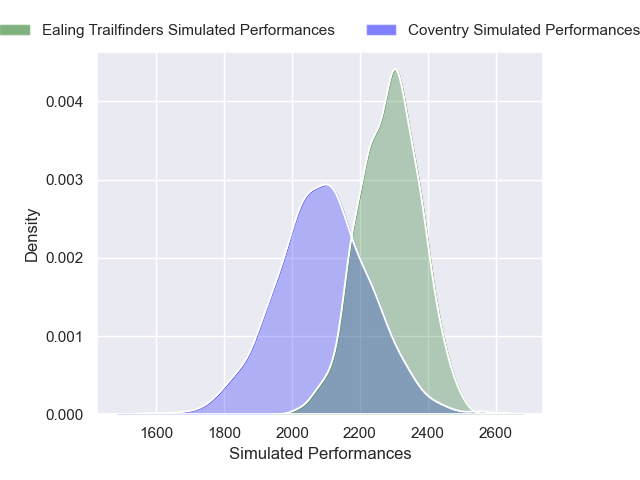 Ealing Trailfinders Simulated Performances
Coventry Simulated Performances
0.004
0.003
0.002
0.001
0.000
Density
1600 1800 2000 2200 2400 2600
Simulated Performances